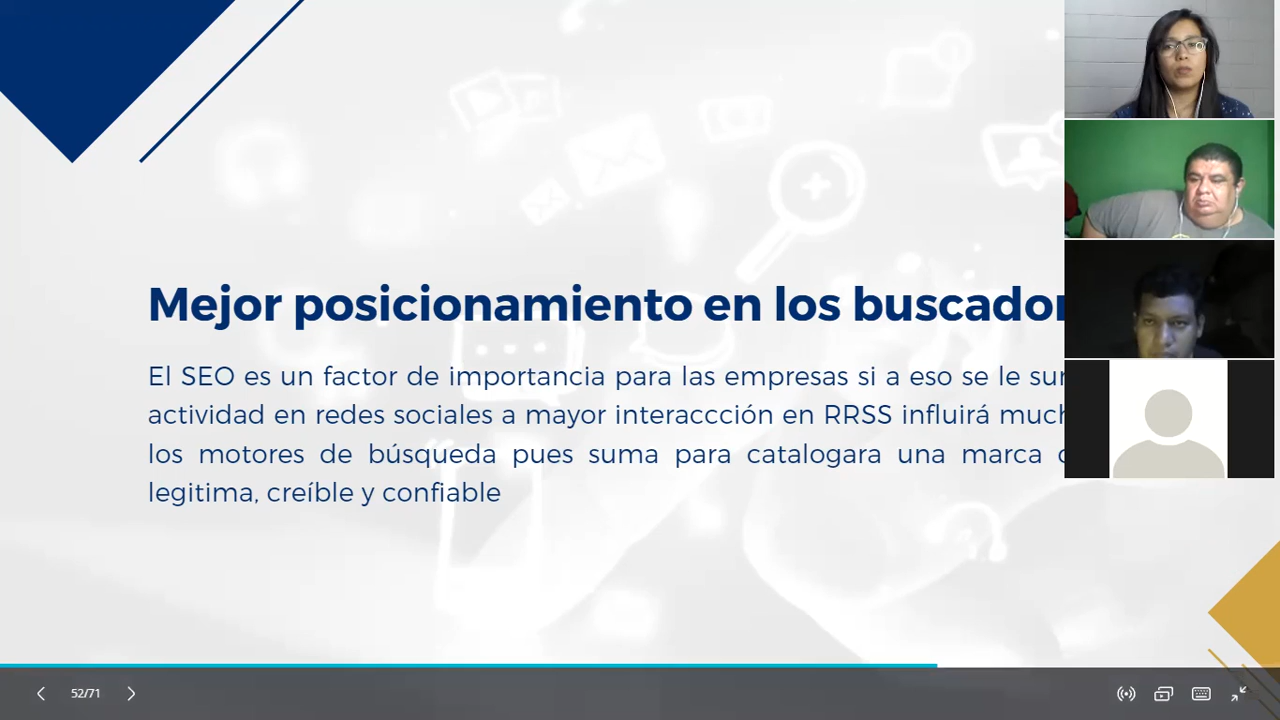 Mejor posicionamiento en los buscador
El SEO es un factor de importancia para las empresas si a eso se le
actividad en redes sociales a mayor interaccción en RRSS influirá
los motores de búsqueda pues suma para catalogara una marca
legitima, creíble y confiable
52/71